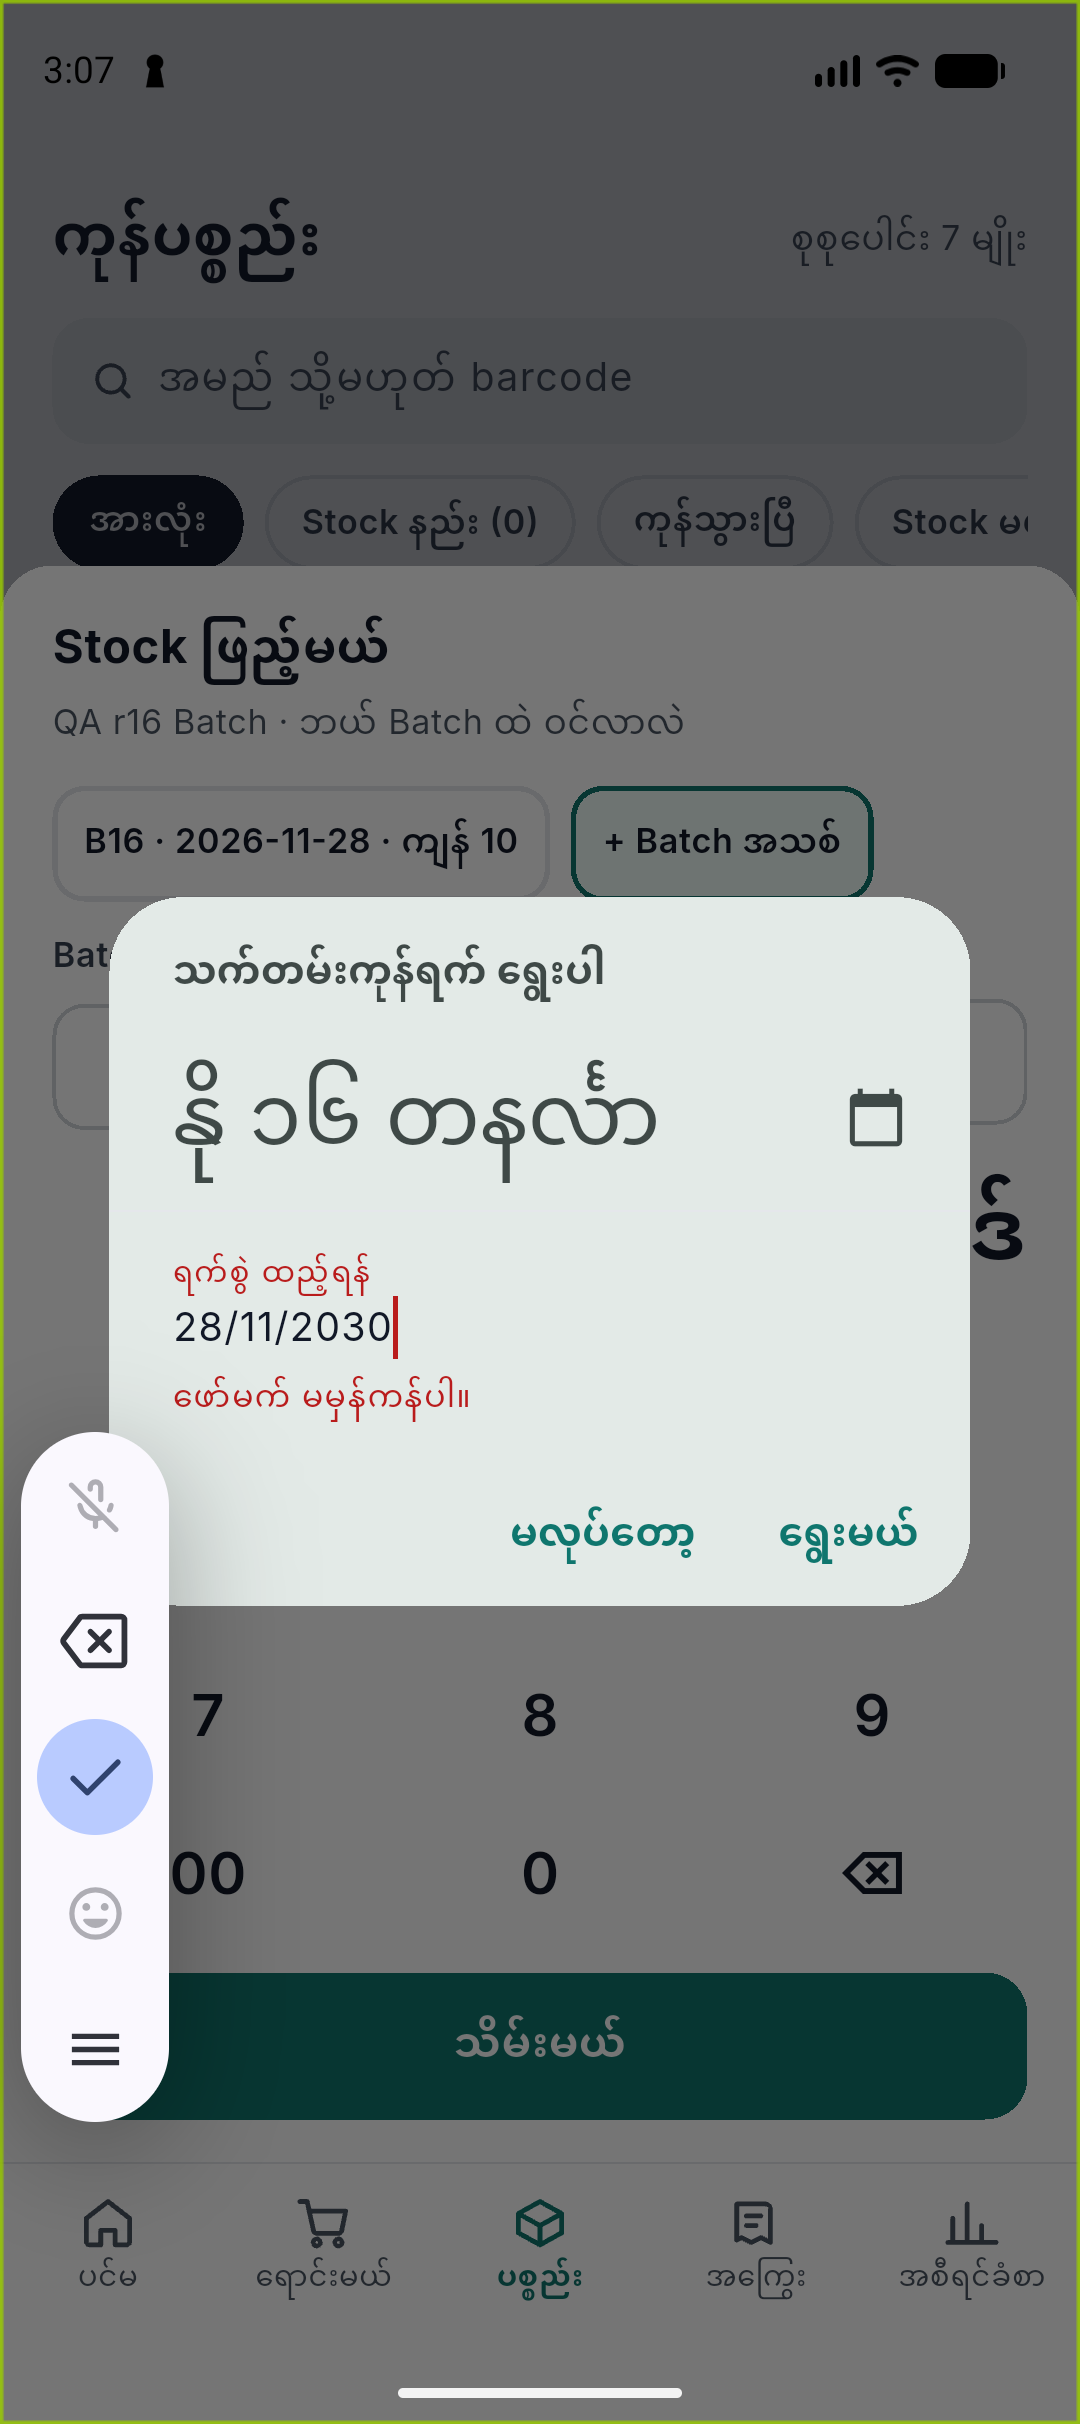 3:07
ကုန်ပစ္စည်း
စုစုပေါင်း 7 မျိုး
အမည် သို့မဟုတ် barcode
အားလုံး
Stock နည်း (0)
ကုန်သွားပြီ
Stock
Stock ဖြည့်မယ်
QA r16 Batch · ဘယ် Batch ထဲ ဝင်လာလဲ
B16 · 2026-11-28 · ကျန် 10
+ Batch အသစ်
သက်တမ်းကုန်ရက် ရွေးပါ
နို ၁၆ တနင်္လာ
ရက်စွဲ ထည့်ရန်
28/11/2030
ဖော်မက် မမှန်ကန်ပါ။
မလုပ်တော့
ရွေးမယ်
7
8
9
00
0
သိမ်းမယ်
ပင်မ
ရောင်းမယ်
ပစ္စည်း
အကြွေး
အစီရင်ခံစာ